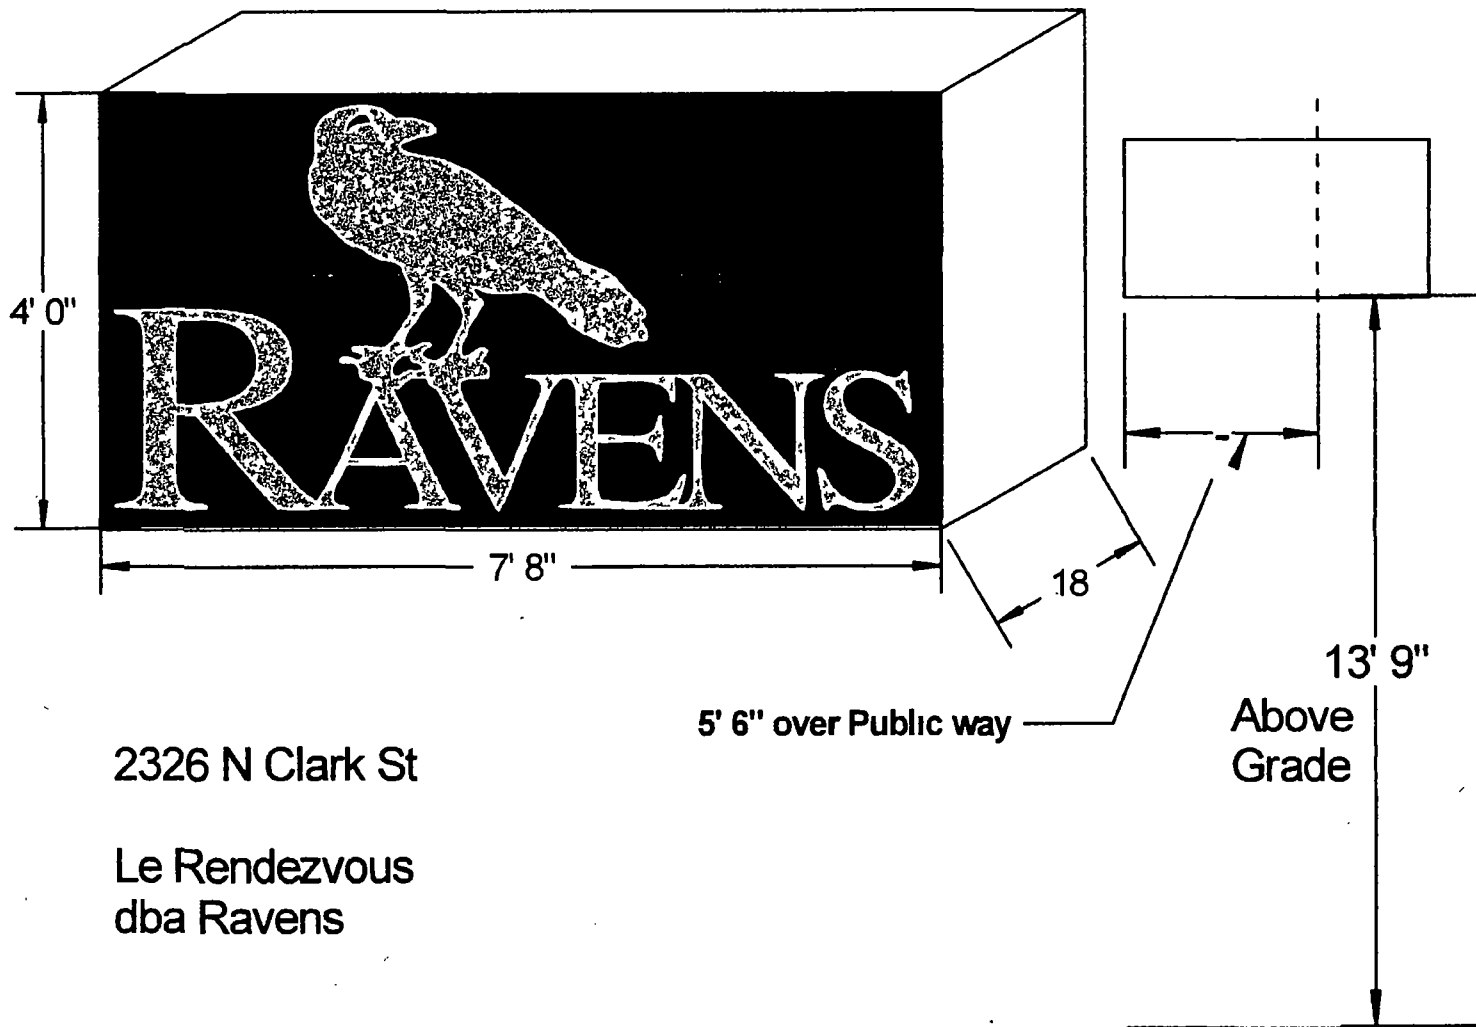 4' 0"
RAVENS
7' 8"
18
13' 9"
Above
Grade
5' 6" over Public way
2326 N Clark St
Le Rendezvous
dba Ravens